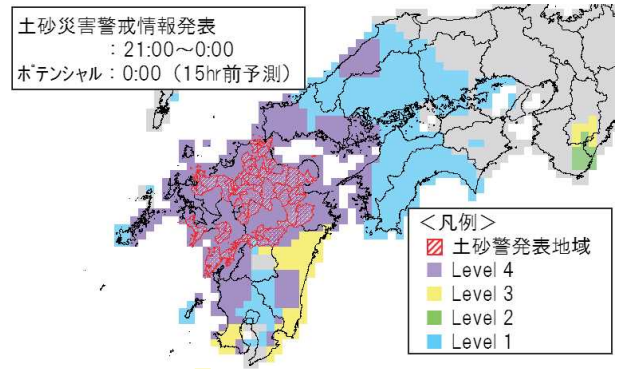 土砂災害警戒情報発表
：21:00～0:00
ﾎﾟﾃﾝｼｬﾙ：0:00（15hr前予測）
＜凡例＞
土砂警発表地域
Level 4
Level 3
Level 2
Level 1